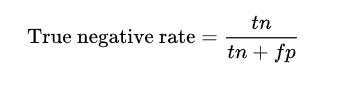 True negative rate = tn / (tn + fp)